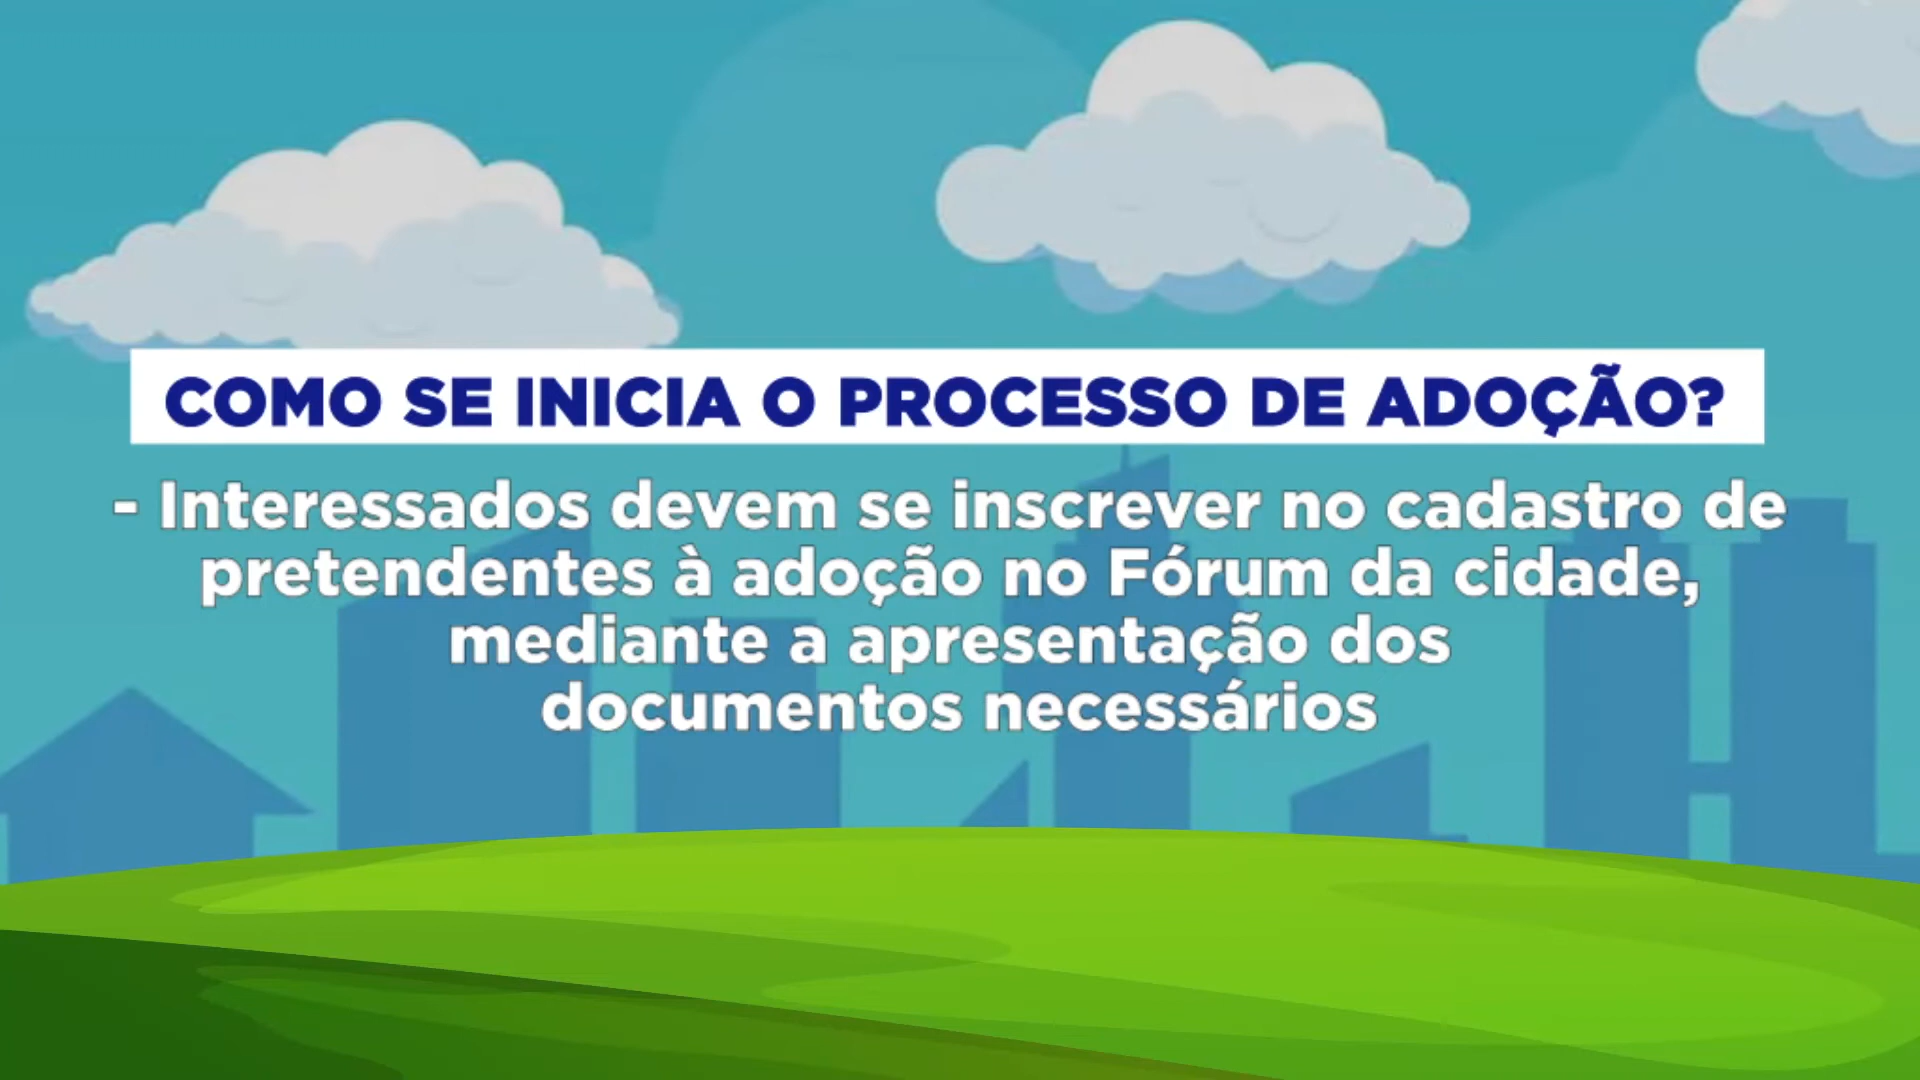 COMO SE INICIA O PROCESSO DE ADOÇÃO?
- Interessados devem se inscrever no cadastro de
pretendentes à adoção no Fórum da cidade,
mediante a apresentação dos
documentos necessários